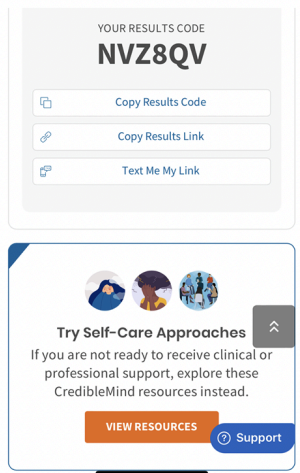 YOUR RESULTS CODE
NVZ8QV
Copy Results Code
Copy Results Link
Text Me My Link
Try Self-Care Approaches
If you are not ready to receive clinical or
professional support, explore these
CredibleMind resources instead.
VIEW RESOURCES
Support